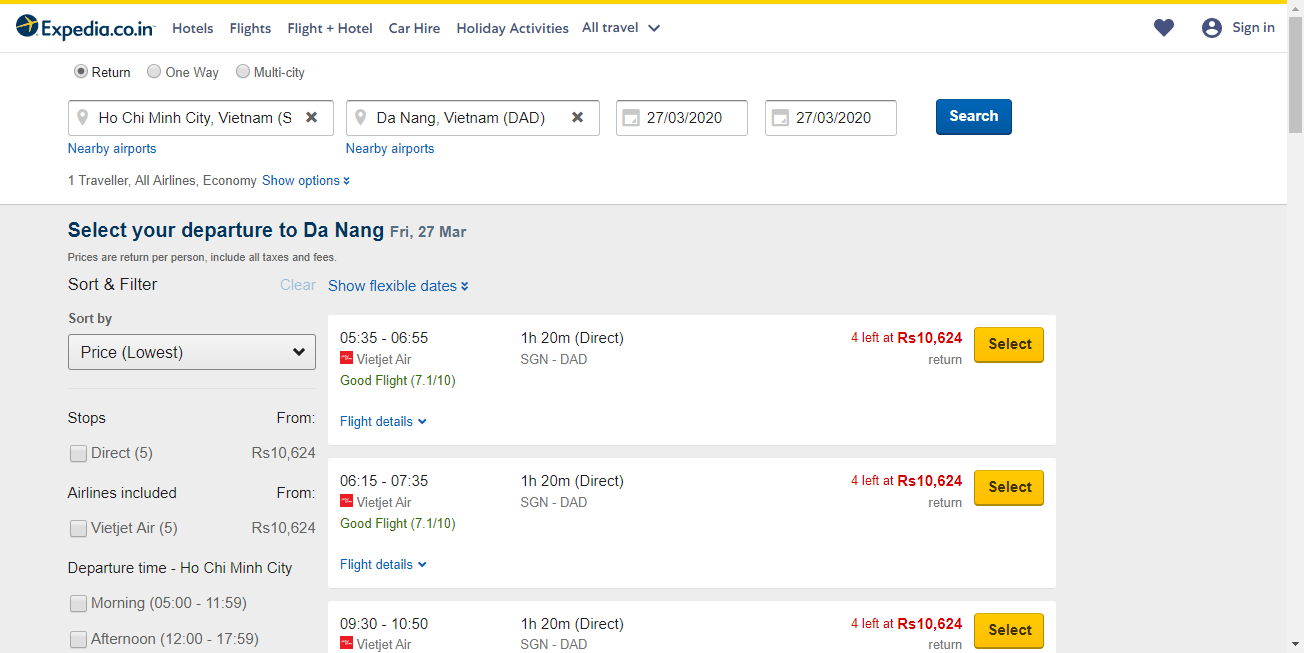 Expedia.co.in Hotels Flights Flight + Hotel Car Hire Holiday Activities All travel Sign in
Return One Way Multi-city
Ho Chi Minh City, Vietnam (S Da Nang, Vietnam (DAD) 27/03/2020 27/03/2020 Search
Nearby airports Nearby airports
1 Traveller, All Airlines, Economy Show options
Select your departure to Da Nang Fri, 27 Mar
Prices are return per person, include all taxes and fees.
Sort & Filter Clear Show flexible dates
Sort by
Price (Lowest)
Stops From:
Direct (5) Rs10,624
Airlines included From:
Vietjet Air (5) Rs10,624
Departure time - Ho Chi Minh City
Morning (05:00 - 11:59)
Afternoon (12:00 - 17:59)
05:35 - 06:55 1h 20m (Direct) 4 left at Rs10,624 Select
Vietjet Air SGN - DAD return
Good Flight (7.1/10)
Flight details
06:15 - 07:35 1h 20m (Direct) 4 left at Rs10,624 Select
Vietjet Air SGN - DAD return
Good Flight (7.1/10)
Flight details
09:30 - 10:50 1h 20m (Direct) 4 left at Rs10,624 Select
Vietjet Air SGN - DAD return